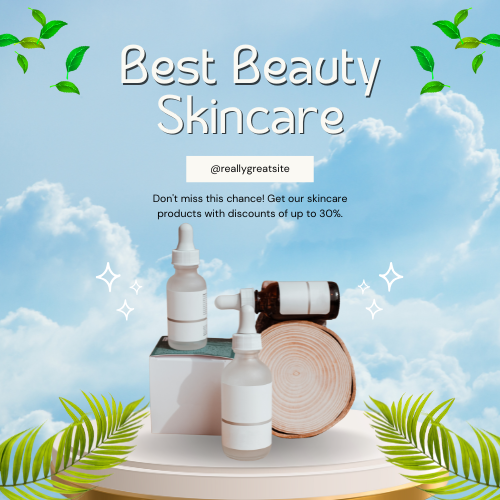 Best Beauty
Skincare
@reallygreatsite
Don't miss this chance! Get our skincare
products with discounts of up to 30%.